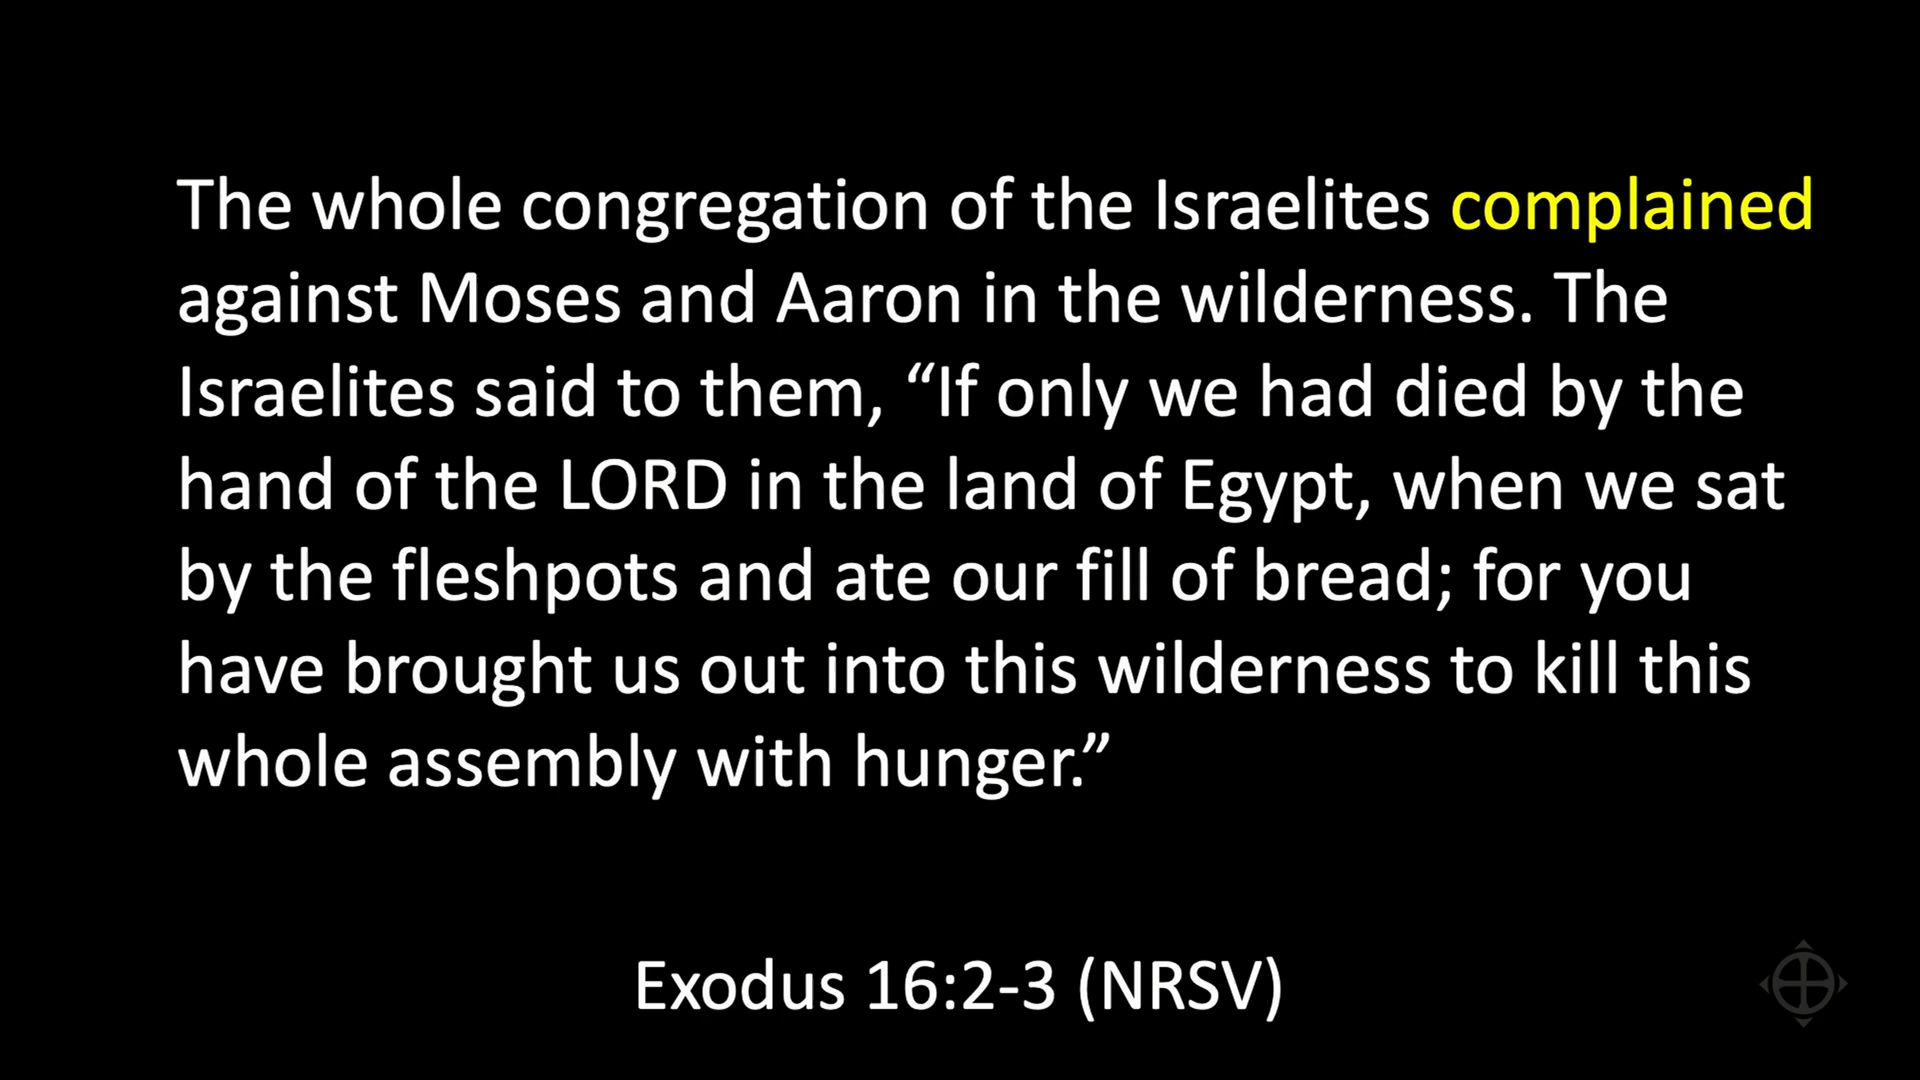 The whole congregation of the Israelites complained
against Moses and Aaron in the wilderness. The
Israelites said to them, “If only we had died by the
hand of the LORD in the land of Egypt, when we sat
by the fleshpots and ate our fill of bread; for you
have brought us out into this wilderness to kill this
whole assembly with hunger.”
Exodus 16:2-3 (NRSV)